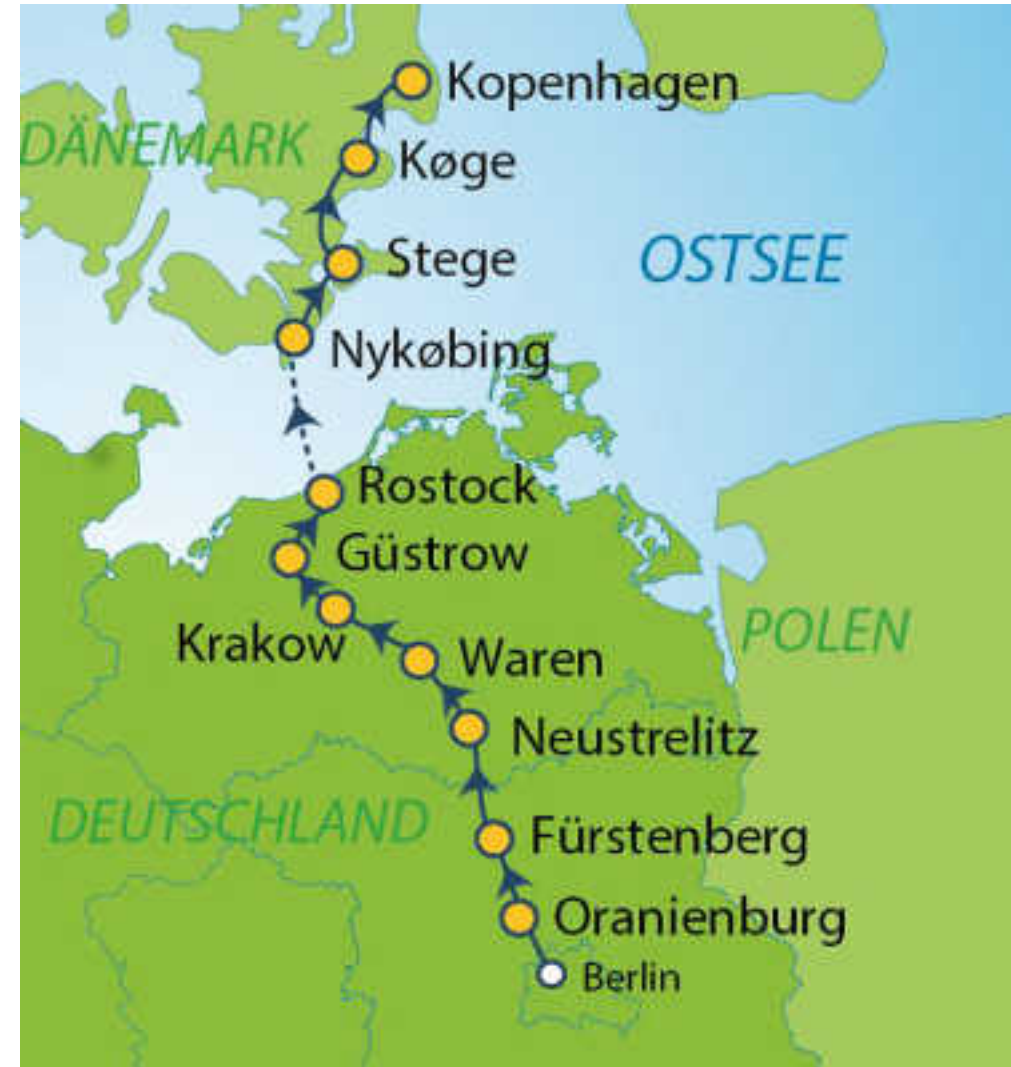 Kopenhagen
DÄNEMARK
Køge
OSTSEE
Stege
Nykøbing
Rostock
Güstrow
POLEN
Krakow
Waren
Neustrelitz
DEUTSCHLAND
Fürstenberg
Oranienburg
Berlin